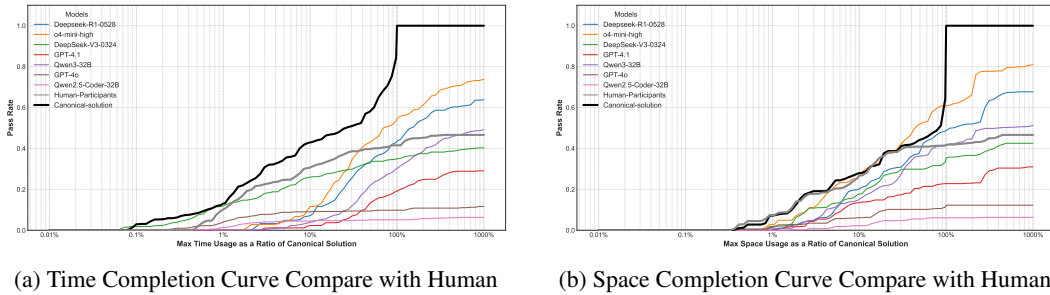 Models
Deepseek-R1-0528
o4-mini-high
DeepSeek-V3-0324
GPT-4.1
Qwen3-32B
GPT-4o
Qwen2.5-Coder-32B
Human-Participants
Canonical-solution
Pass Rate
1.0
0.8
0.6
0.4
0.2
0.0
0.01%
0.1%
1%
10%
100%
1000%
Max Time Usage as a Ratio of Canonical Solution
(a) Time Completion Curve Compare with Human
Models
Deepseek-R1-0528
o4-mini-high
DeepSeek-V3-0324
GPT-4.1
Qwen3-32B
GPT-4o
Qwen2.5-Coder-32B
Human-Participants
Canonical-solution
Pass Rate
1.0
0.8
0.6
0.4
0.2
0.0
0.01%
0.1%
1%
10%
100%
1000%
Max Space Usage as a Ratio of Canonical Solution
(b) Space Completion Curve Compare with Human